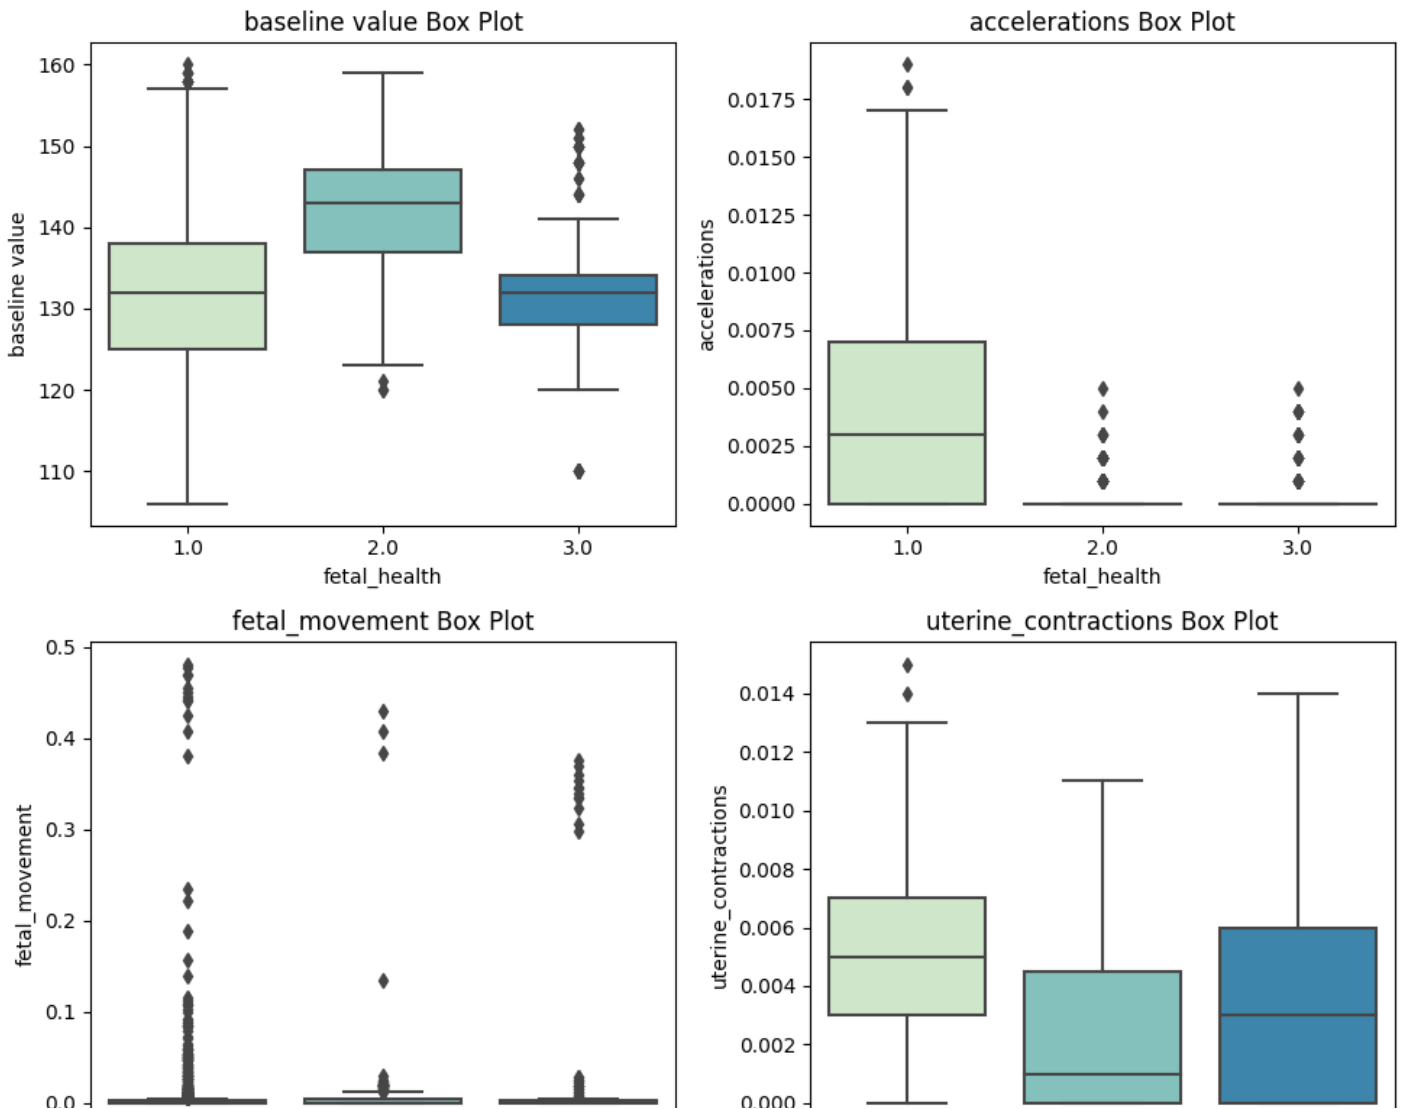 baseline value Box Plot
160
150
140
130
120
110
baseline value
1.0 2.0 3.0
fetal_health
accelerations Box Plot
0.0175
0.0150
0.0125
0.0100
0.0075
0.0050
0.0025
0.0000
accelerations
1.0 2.0 3.0
fetal_health
fetal_movement Box Plot
0.5
0.4
0.3
0.2
0.1
0.0
fetal_movement
uterine_contractions Box Plot
0.014
0.012
0.010
0.008
0.006
0.004
0.002
0.000
uterine_contractions